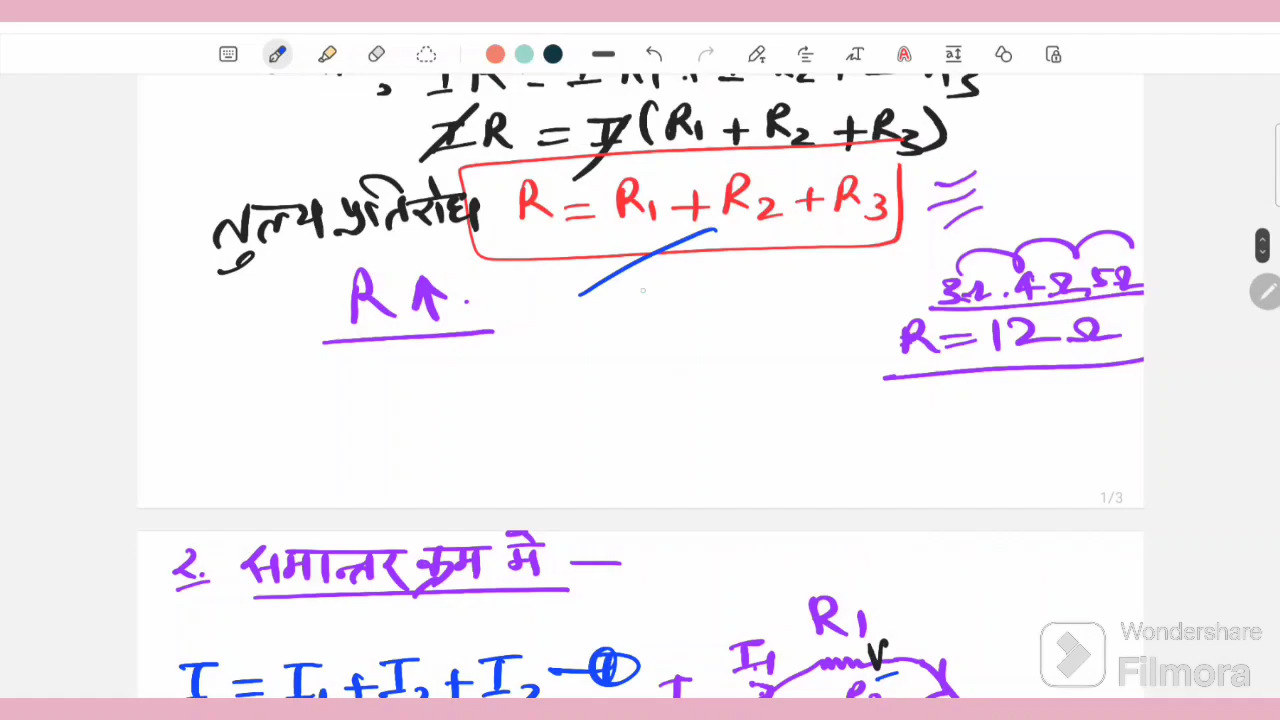 IR = I(R1 + R2 + R3)
तुल्य प्रतिरोध R = R1 + R2 + R3
R↑
3Ω. 4Ω, 5Ω
R = 12Ω
1/3
2. समान्तर क्रम मे —
R1
I1
V
I = I1 + I2 + I3 — ①
I
Wondershare
Filmora